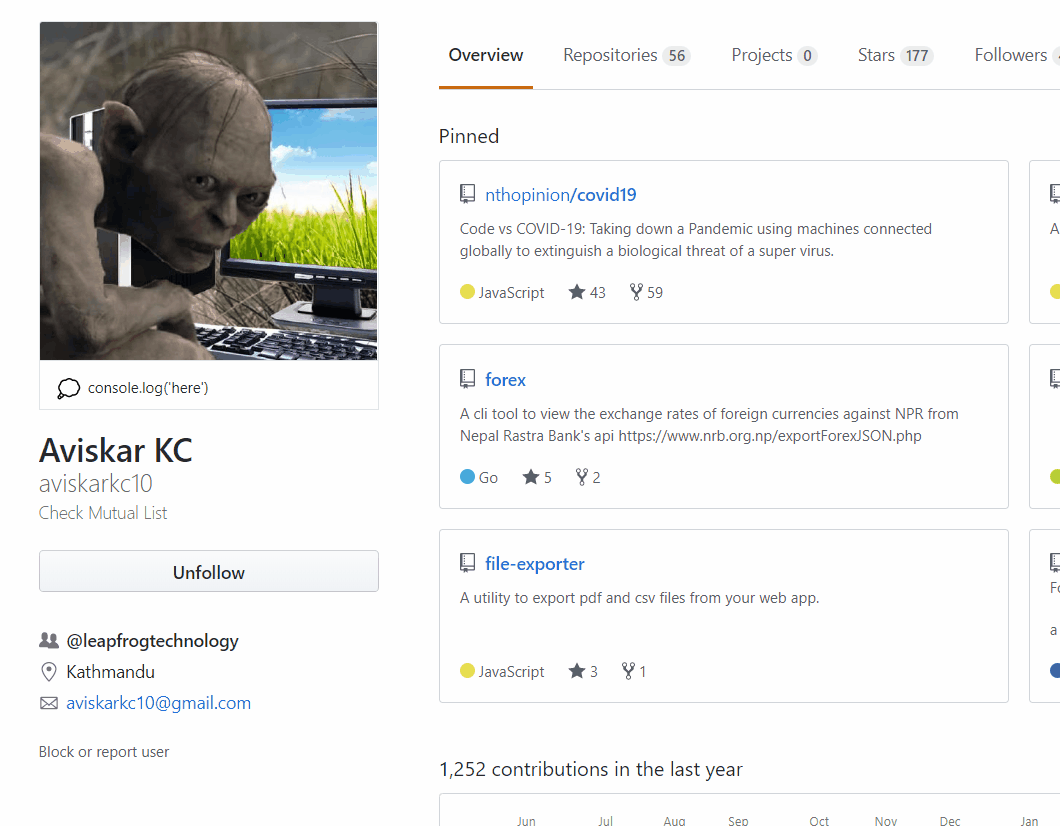 Overview
Repositories 56
Projects 0
Stars 177
Followers
Pinned
nthopinion/covid19
Code vs COVID-19: Taking down a Pandemic using machines connected
globally to extinguish a biological threat of a super virus.
JavaScript 43 59
forex
A cli tool to view the exchange rates of foreign currencies against NPR from
Nepal Rastra Bank's api https://www.nrb.org.np/exportForexJSON.php
Go 5 2
file-exporter
A utility to export pdf and csv files from your web app.
JavaScript 3 1
console.log('here')
Aviskar KC
aviskarkc10
Check Mutual List
Unfollow
@leapfrogtechnology
Kathmandu
aviskarkc10@gmail.com
Block or report user
1,252 contributions in the last year
Jun Jul Aug Sep Oct Nov Dec Jan